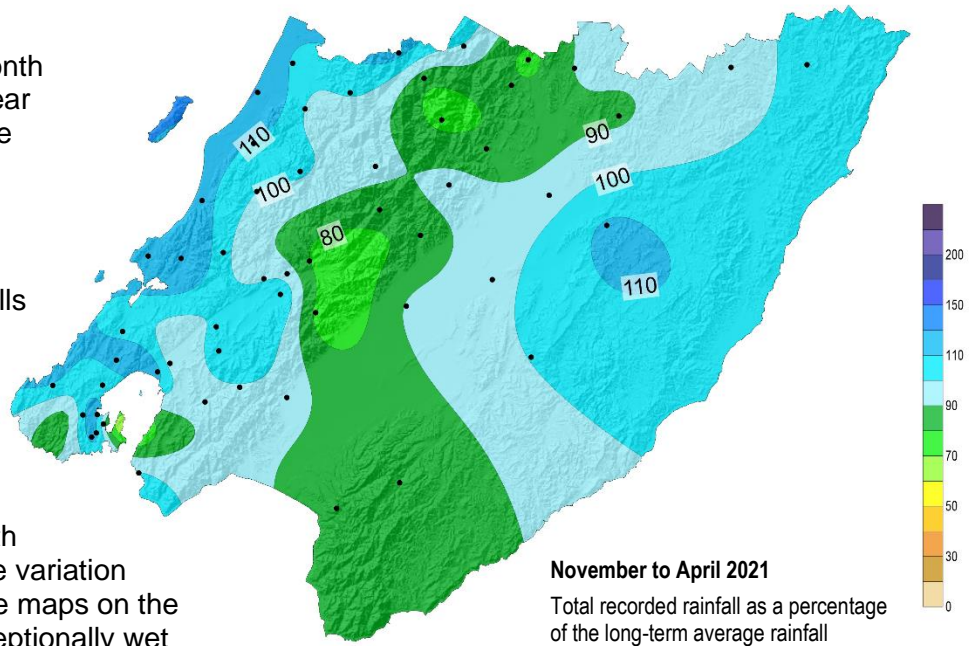 onth
ear
e
lls
h
e variation
e maps on the
eptionally wet
110
100
80
90
100
110
200
150
110
90
70
50
30
0
November to April 2021
Total recorded rainfall as a percentage
of the long-term average rainfall